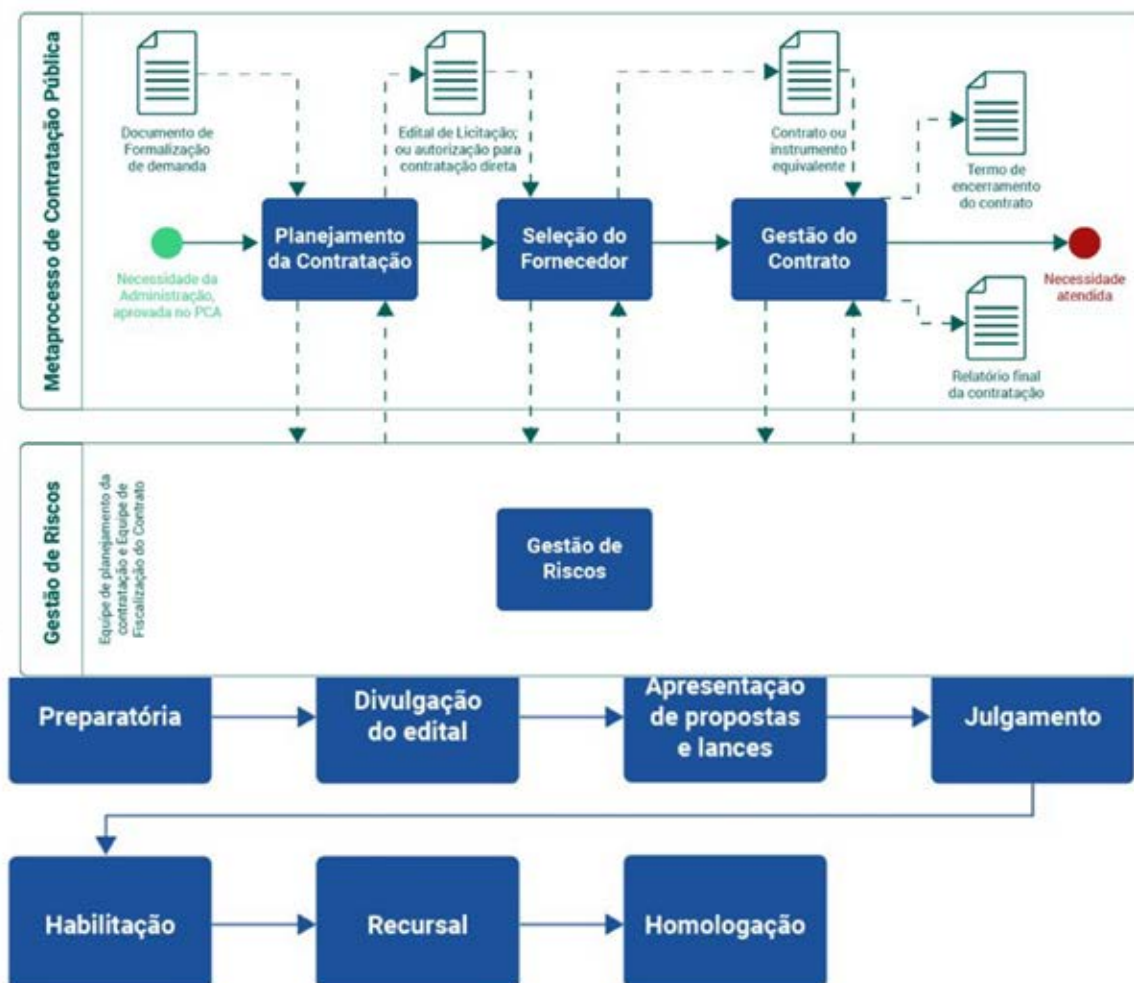 Metaprocesso de Contratação Pública
Documento de
Formalização
de demanda
Edital de Licitação;
ou autorização para
contratação direta
Contrato ou
instrumento
equivalente
Termo de
encerramento
do contrato
Necessidade da
Administração,
aprovada no PCA
Planejamento
da Contratação
Seleção do
Fornecedor
Gestão do
Contrato
Necessidade
atendida
Relatório final
da contratação
Gestão de Riscos
Equipe de planejamento da
contratação e Equipe de
Fiscalização do Contrato
Gestão de
Riscos
Preparatória
Divulgação
do edital
Apresentação
de propostas
e lances
Julgamento
Habilitação
Recursal
Homologação